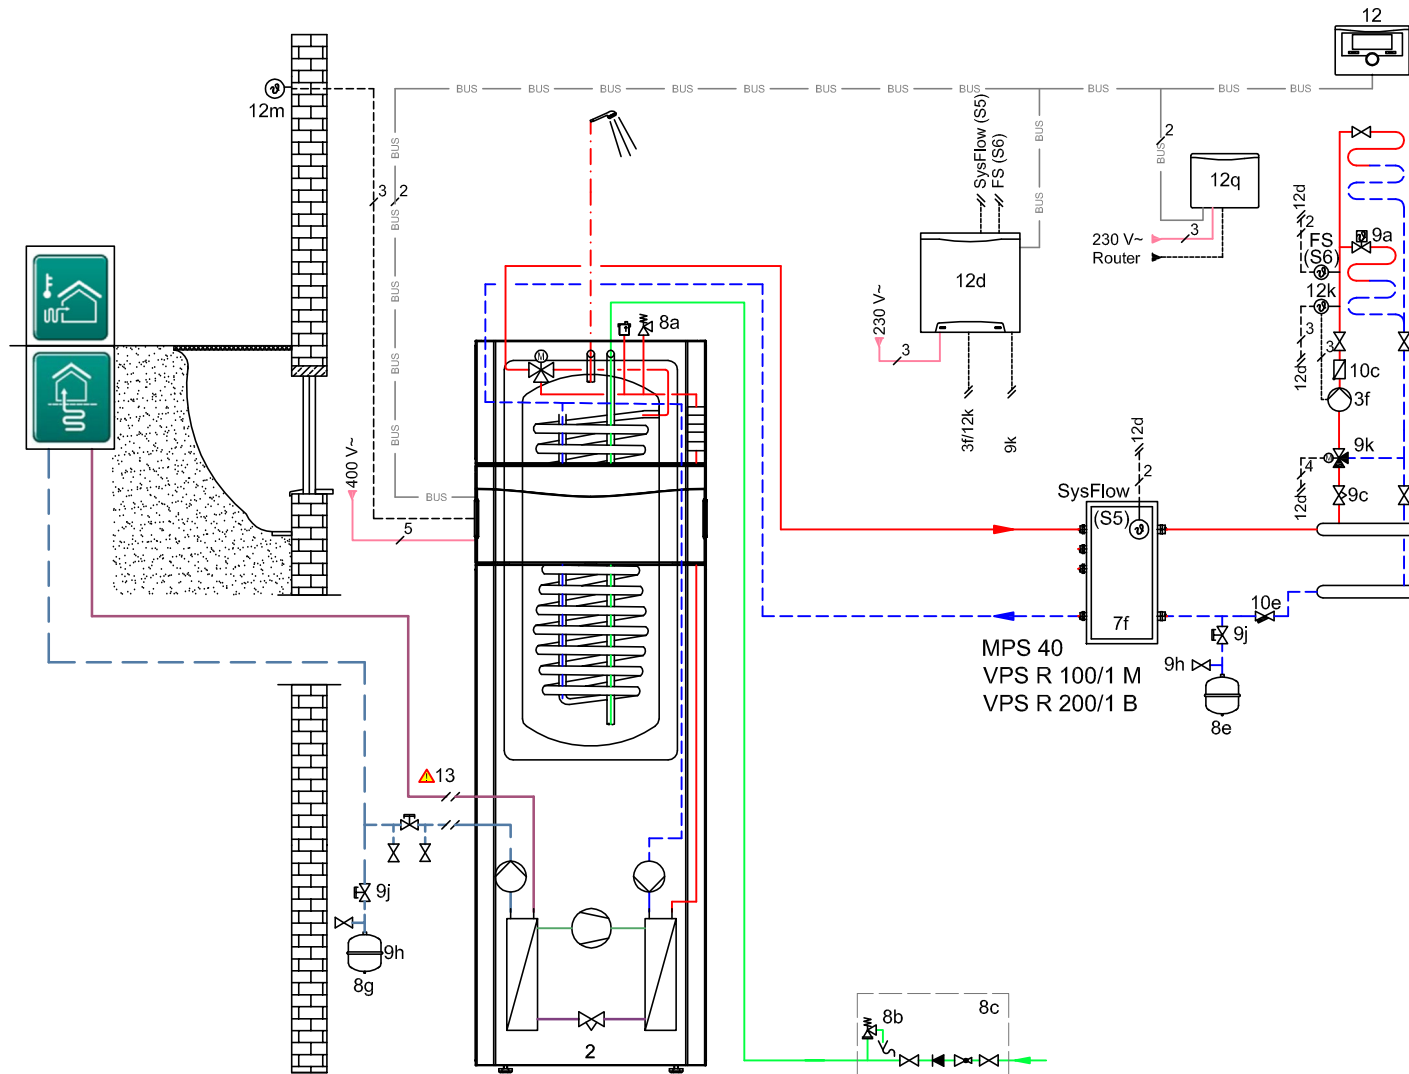 12
12m
BUS BUS BUS BUS BUS BUS BUS BUS BUS BUS BUS BUS
SysFlow (S5)
FS (S6)
BUS
BUS
2
BUS
BUS
3
2
12q
12d
2
FS
(S6)
9a
12k
230 V~
3
Router
12d
BUS
BUS
230 V~
3
8a
M
3
3
12d
10c
3f
BUS
3f/12k
9k
12d
2
9k
M
4
12d
9c
400 V~
BUS
BUS
5
SysFlow
(S5)
7f
10e
9j
9h
8e
MPS 40
VPS R 100/1 M
VPS R 200/1 B
13
9j
9h
8g
2
8b
8c